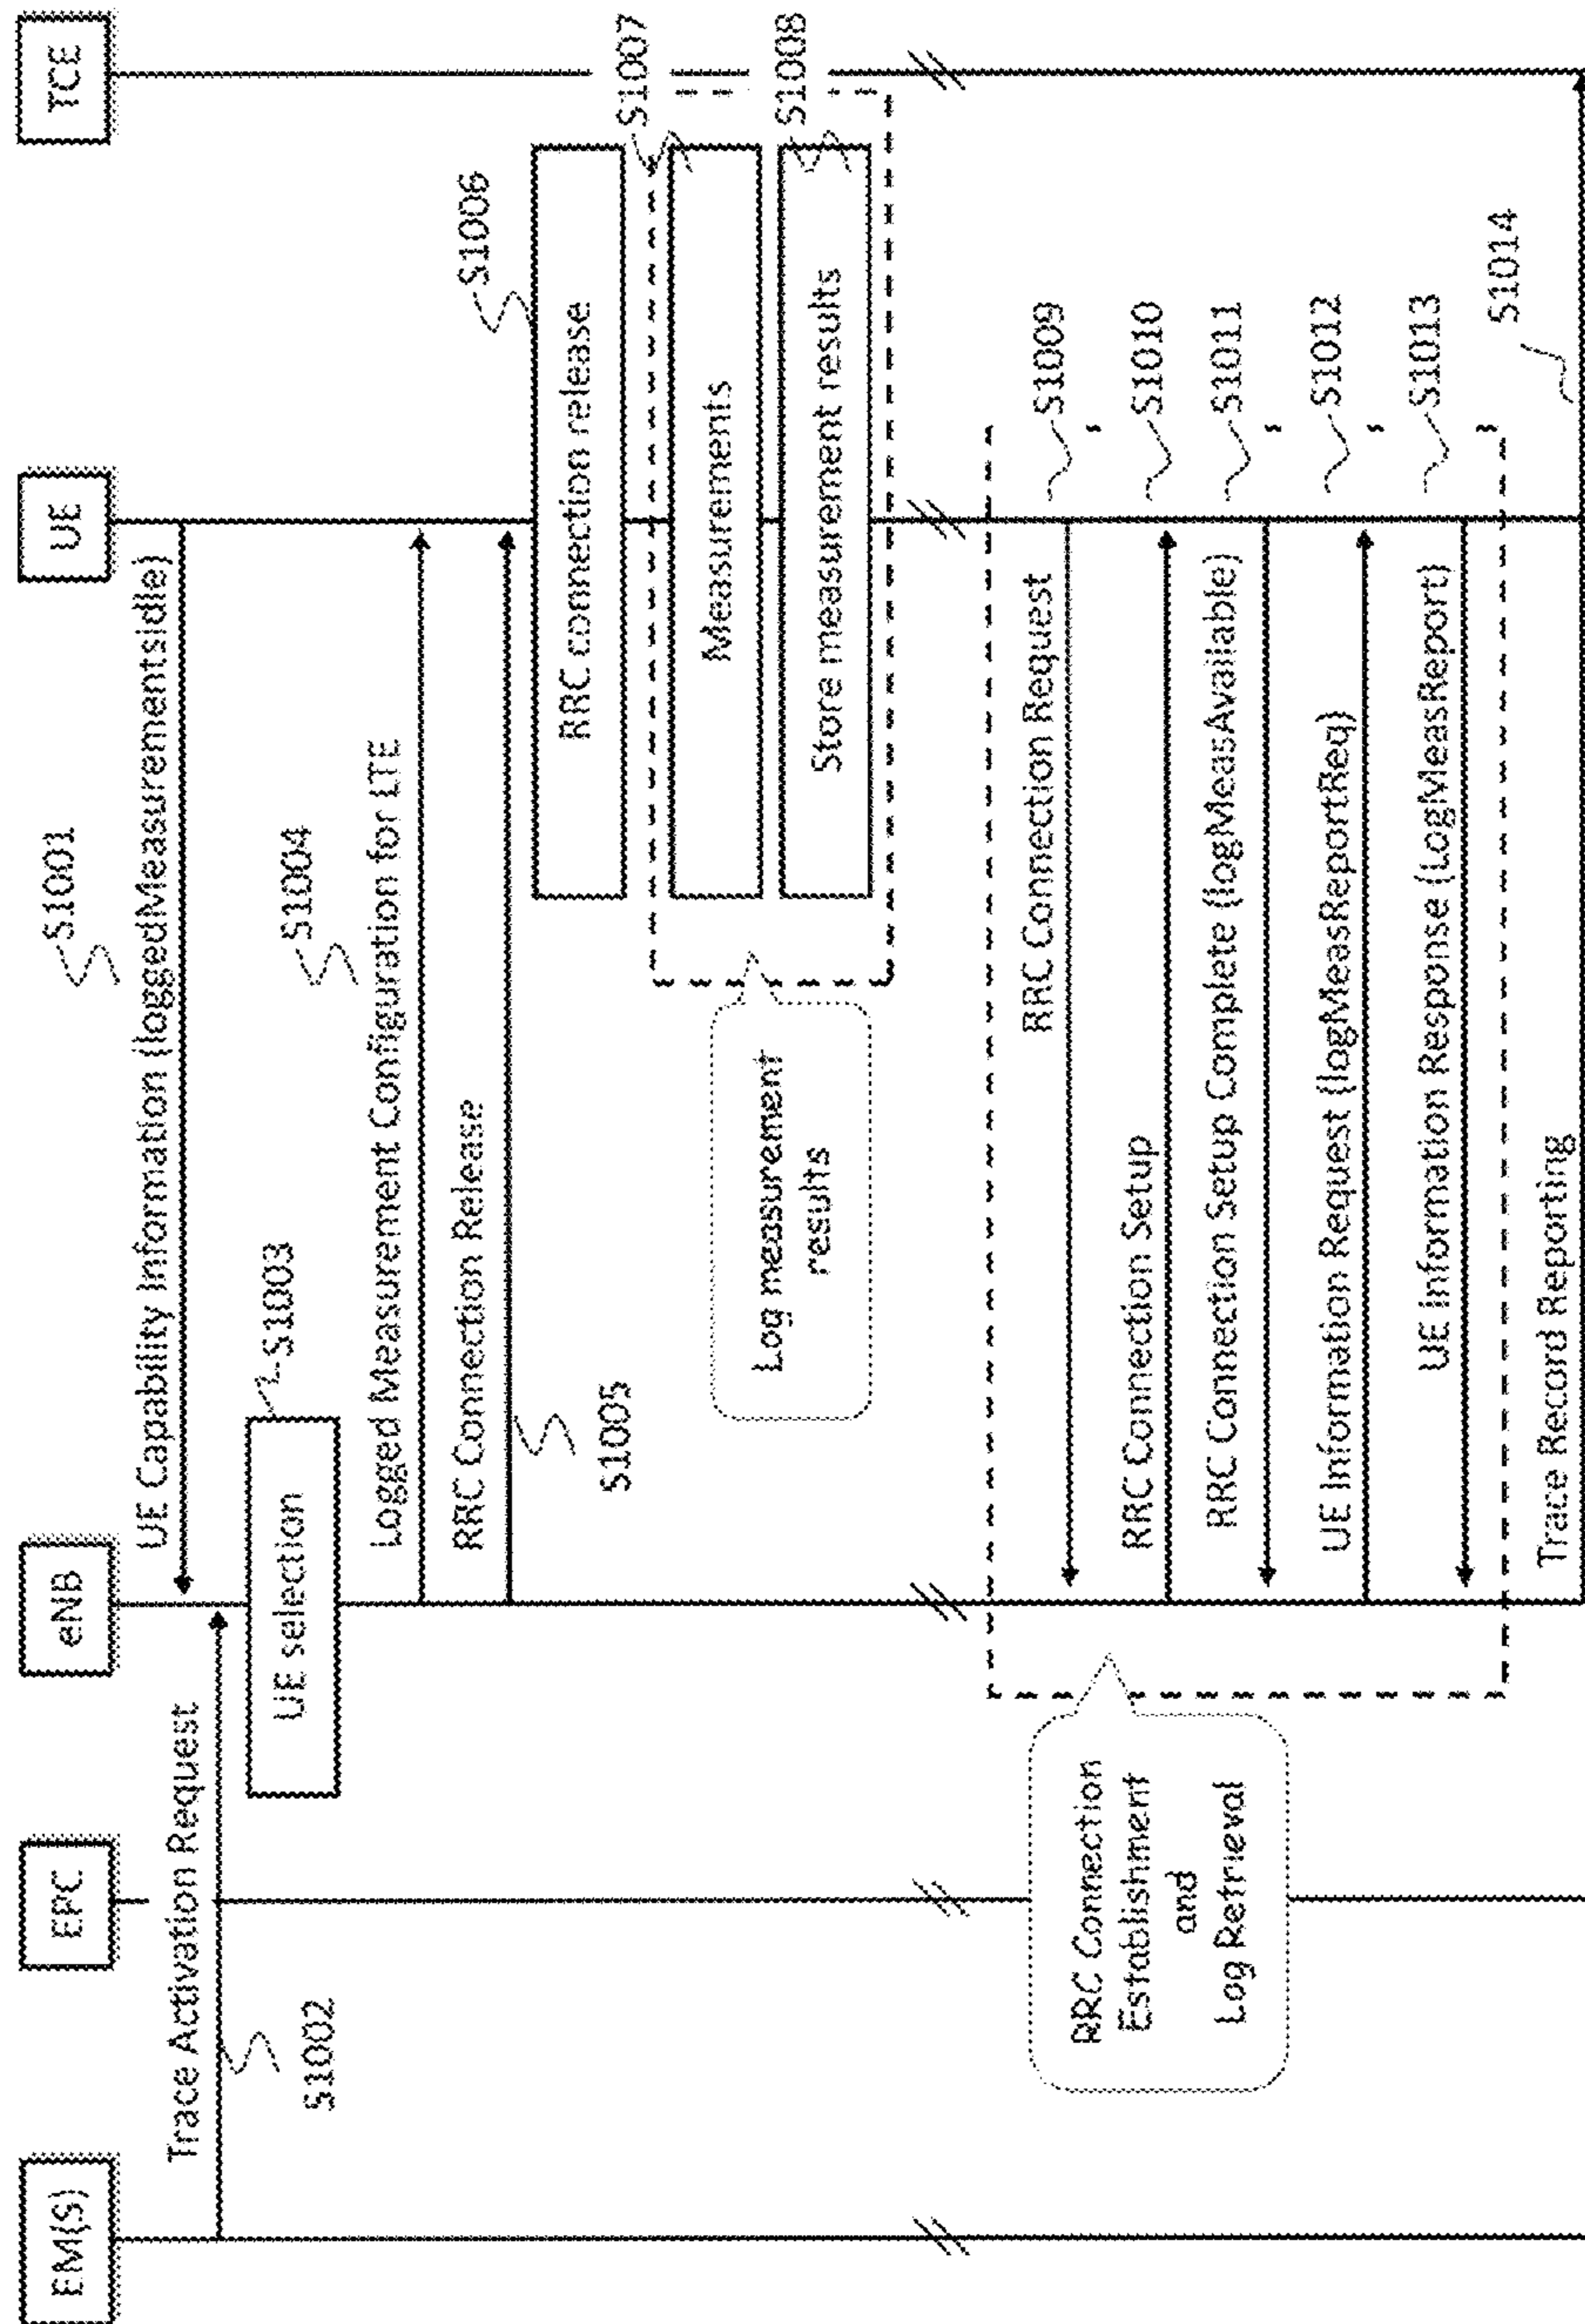 EM(S)
EPC
eNB
UE
TCE
S1001
UE Capability Information (loggedMeasurementsIdle)
Trace Activation Request
S1002
UE selection
S1003
S1004
Logged Measurement Configuration for LTE
RRC Connection Release
S1005
S1006
RRC connection release
S1007
Measurements
S1008
Store measurement results
Log measurement
results
RRC Connection
Establishment
and
Log Retrieval
RRC Connection Request
S1009
RRC Connection Setup
S1010
RRC Connection Setup Complete (logMeasAvailable)
S1011
UE Information Request (logMeasReportReq)
S1012
UE Information Response (LogMeasReport)
S1013
Trace Record Reporting
S1014